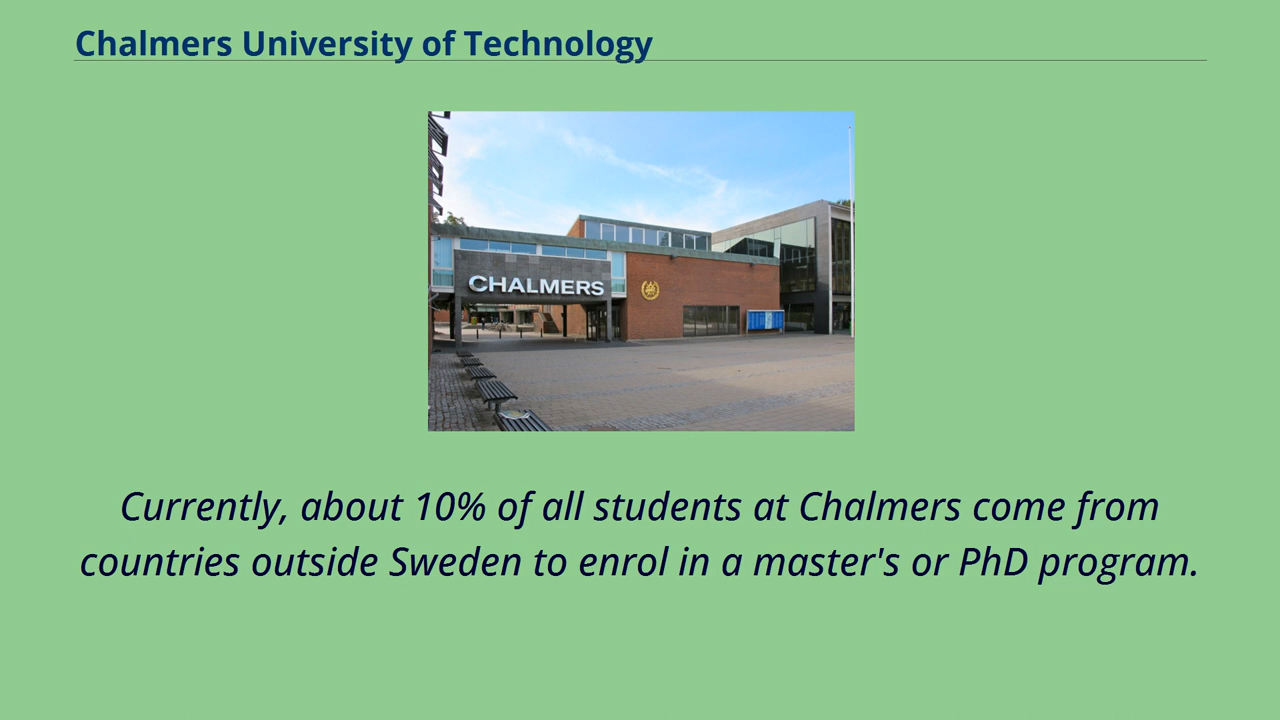 Chalmers University of Technology
CHALMERS
Currently, about 10% of all students at Chalmers come from
countries outside Sweden to enrol in a master's or PhD program.